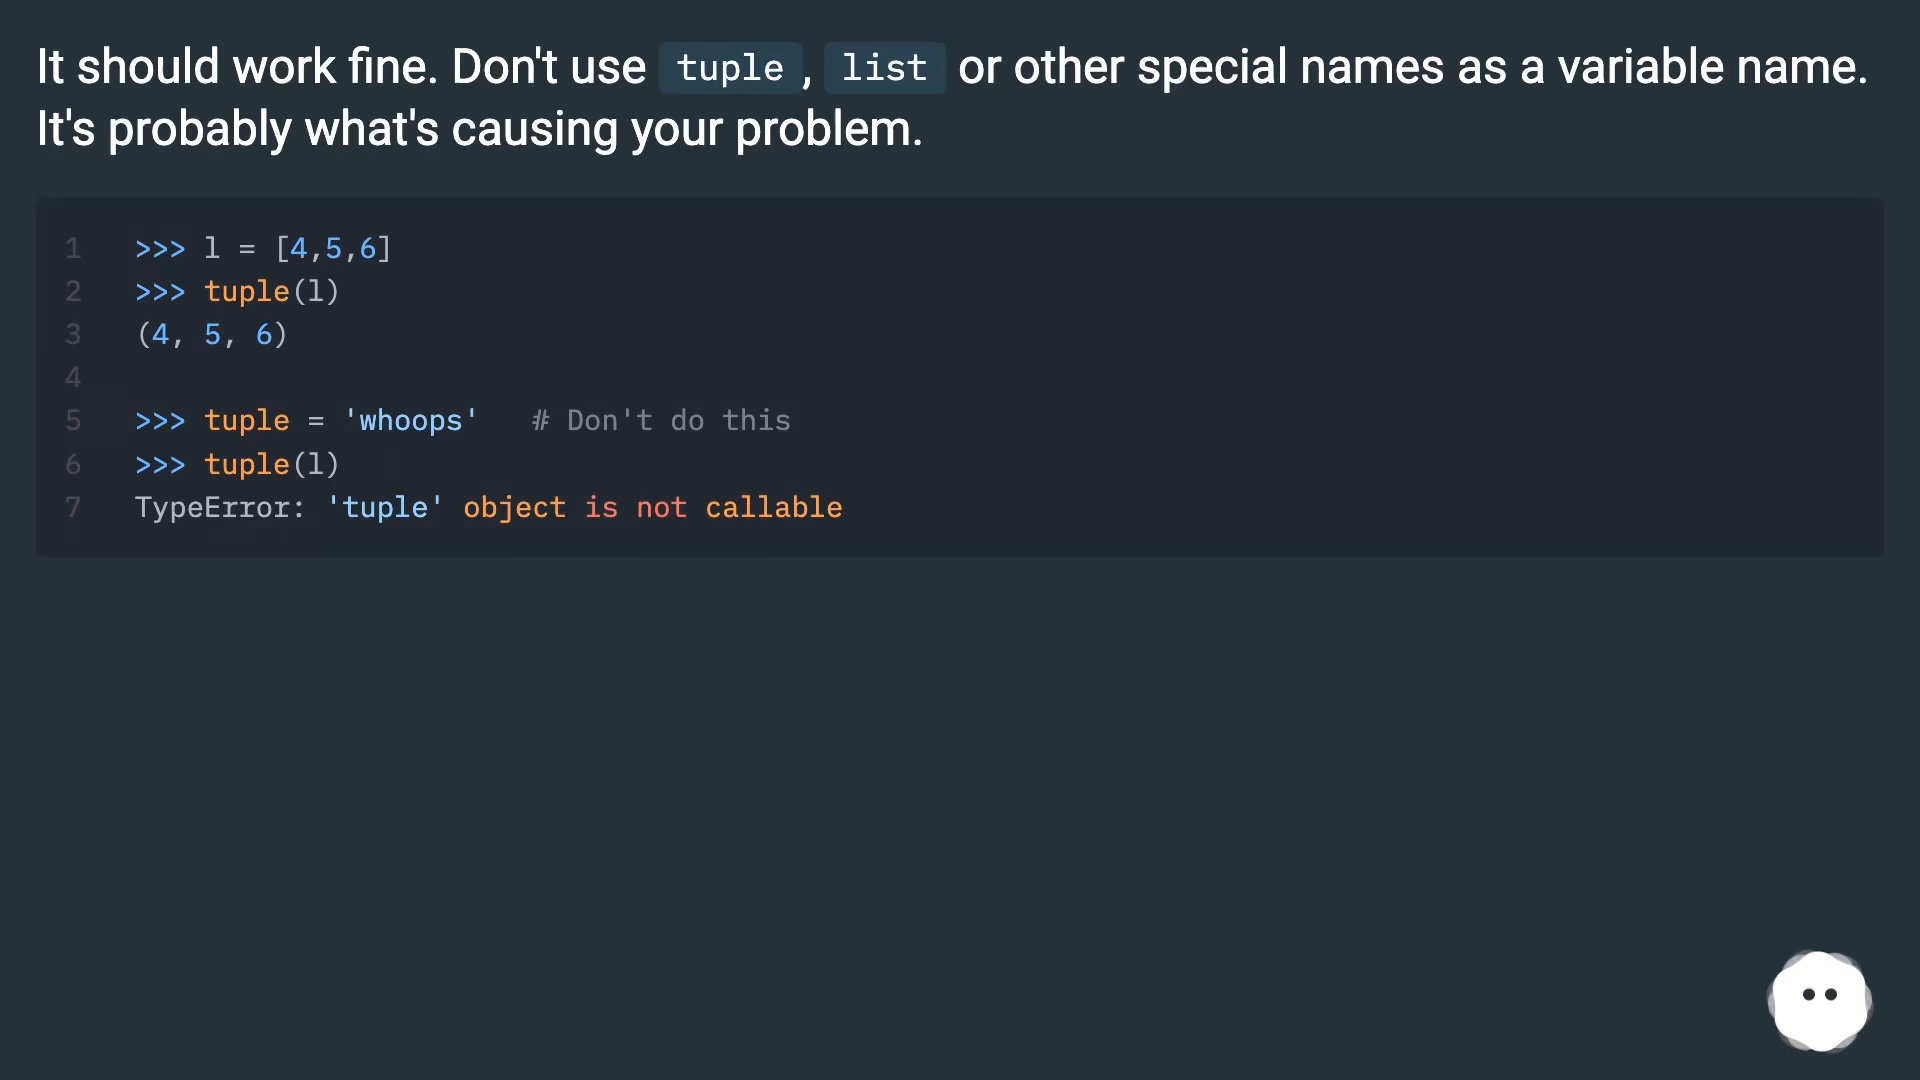 It should work fine. Don't use tuple, list or other special names as a variable name.
It's probably what's causing your problem.
1 >>> l = [4,5,6]
2 >>> tuple(l)
3 (4, 5, 6)
4
5 >>> tuple = 'whoops'   # Don't do this
6 >>> tuple(l)
7 TypeError: 'tuple' object is not callable